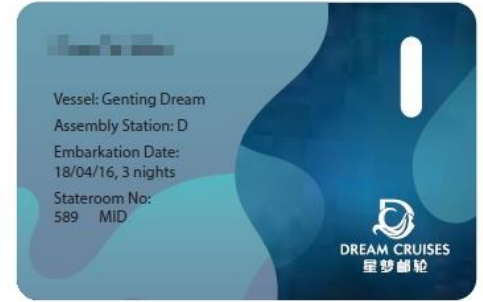 Vessel: Genting Dream
Assembly Station: D
Embarkation Date:
18/04/16, 3 nights
Stateroom No:
589 MID
DREAM CRUISES
星梦邮轮